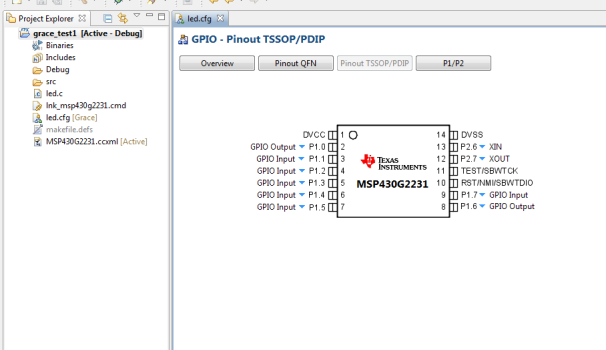 Project Explorer
led.cfg
grace_test1 [Active - Debug]
Binaries
Includes
Debug
src
led.c
lnk_msp430g2231.cmd
led.cfg [Grace]
makefile.defs
MSP430G2231.ccxml [Active]
GPIO - Pinout TSSOP/PDIP
Overview
Pinout QFN
Pinout TSSOP/PDIP
P1/P2
DVCC 1 14 DVSS
GPIO Output P1.0 2 13 P2.6 XIN
GPIO Input P1.1 3 12 P2.7 XOUT
GPIO Input P1.2 4 11 TEST/SBWTCK
GPIO Input P1.3 5 10 RST/NMI/SBWTDIO
GPIO Input P1.4 6 9 P1.7 GPIO Input
GPIO Input P1.5 7 8 P1.6 GPIO Output
TEXAS
INSTRUMENTS
MSP430G2231